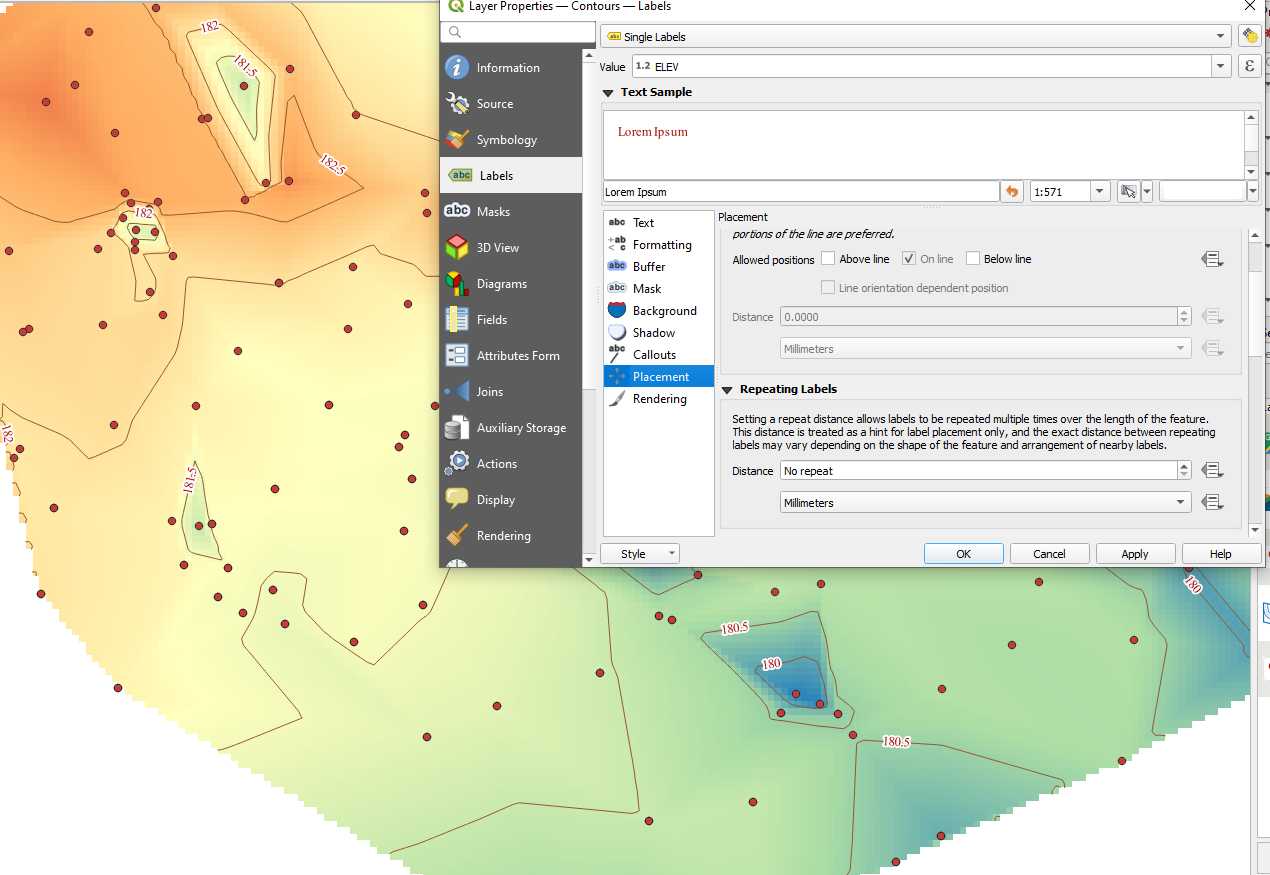 Layer Properties — Contours — Labels
Single Labels
Value 1.2 ELEV ε
Text Sample
Lorem Ipsum
Lorem Ipsum
1:571
Information
Source
Symbology
abc Labels
abc Masks
3D View
Diagrams
Fields
Attributes Form
Joins
Auxiliary Storage
Actions
Display
Rendering
abc Text
+ab < c Formatting
abc Buffer
abc Mask
Background
Shadow
abc Callouts
Placement
Rendering
Placement
portions of the line are preferred.
Allowed positions Above line On line Below line
Line orientation dependent position
Distance 0.0000
Millimeters
Repeating Labels
Setting a repeat distance allows labels to be repeated multiple times over the length of the feature.
This distance is treated as a hint for label placement only, and the exact distance between repeating
labels may vary depending on the shape of the feature and arrangement of nearby labels.
Distance No repeat
Millimeters
Style OK Cancel Apply Help
182
181.5
182.5
182
182
181.5
180
180.5
180
180.5